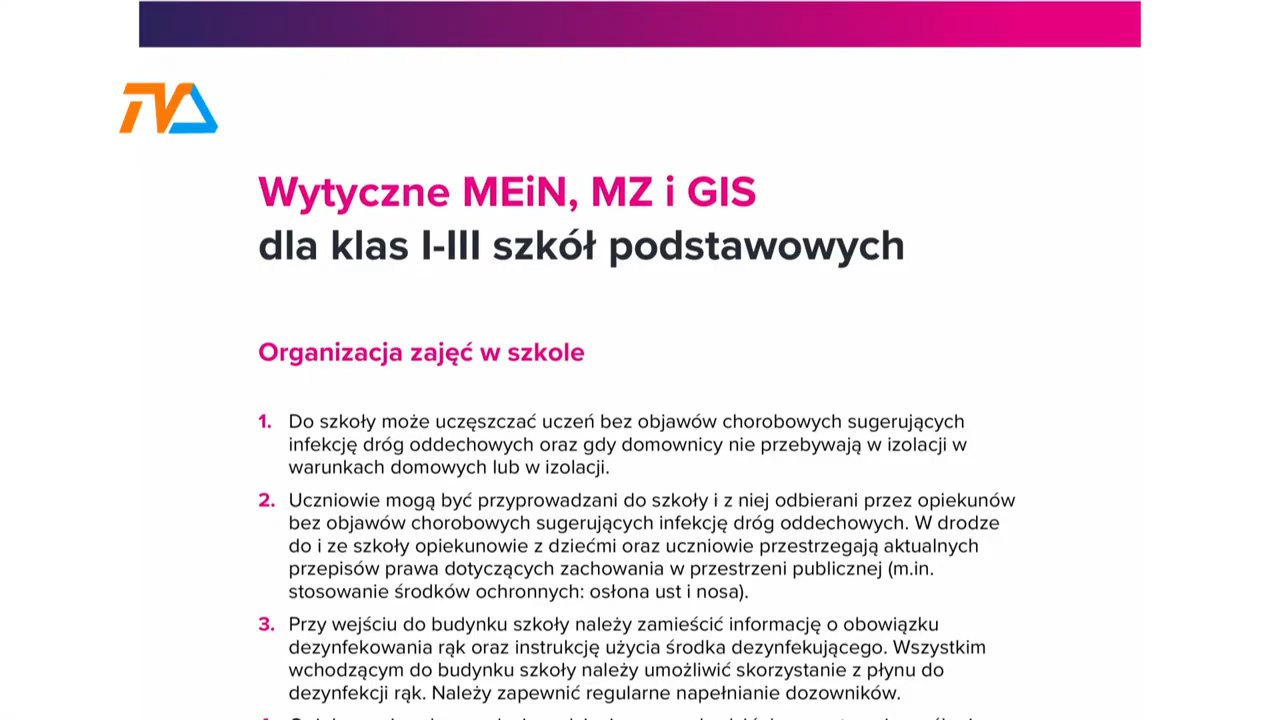 TVA
Wytyczne MEiN, MZ i GIS
dla klas I-III szkół podstawowych
Organizacja zajęć w szkole
1. Do szkoły może uczęszczać uczeń bez objawów chorobowych sugerujących
infekcję dróg oddechowych oraz gdy domownicy nie przebywają w izolacji w
warunkach domowych lub w izolacji.
2. Uczniowie mogą być przyprowadzani do szkoły i z niej odbierani przez opiekunów
bez objawów chorobowych sugerujących infekcję dróg oddechowych. W drodze
do i ze szkoły opiekunowie z dziećmi oraz uczniowie przestrzegają aktualnych
przepisów prawa dotyczących zachowania w przestrzeni publicznej (m.in.
stosowanie środków ochronnych: osłona ust i nosa).
3. Przy wejściu do budynku szkoły należy zamieścić informację o obowiązku
dezynfekowania rąk oraz instrukcję użycia środka dezynfekującego. Wszystkim
wchodzącym do budynku szkoły należy umożliwić skorzystanie z płynu do
dezynfekcji rąk. Należy zapewnić regularne napełnianie dozowników.